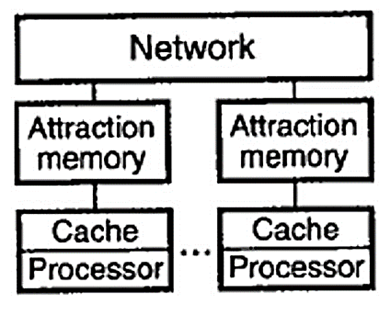 Network
Attraction
memory
Attraction
memory
Cache
Processor
...
Cache
Processor